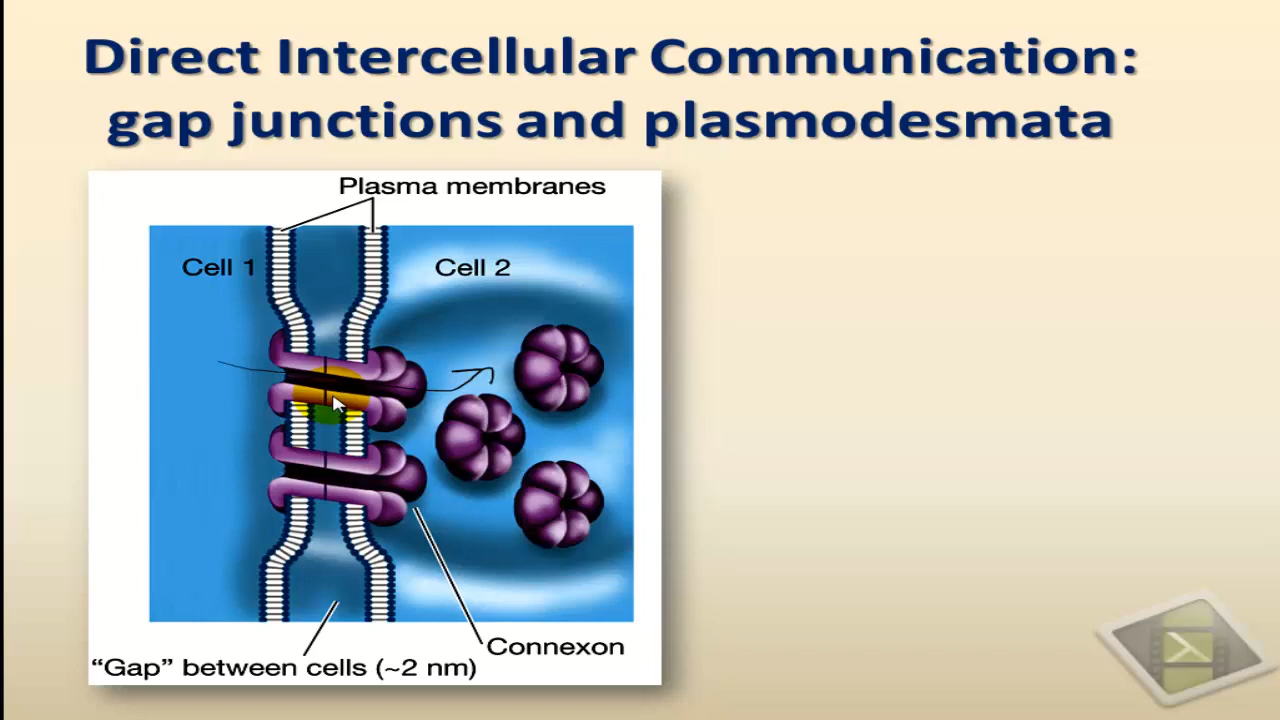 Direct Intercellular Communication:
gap junctions and plasmodesmata
Plasma membranes
Cell 1
Cell 2
Connexon
“Gap” between cells (~2 nm)